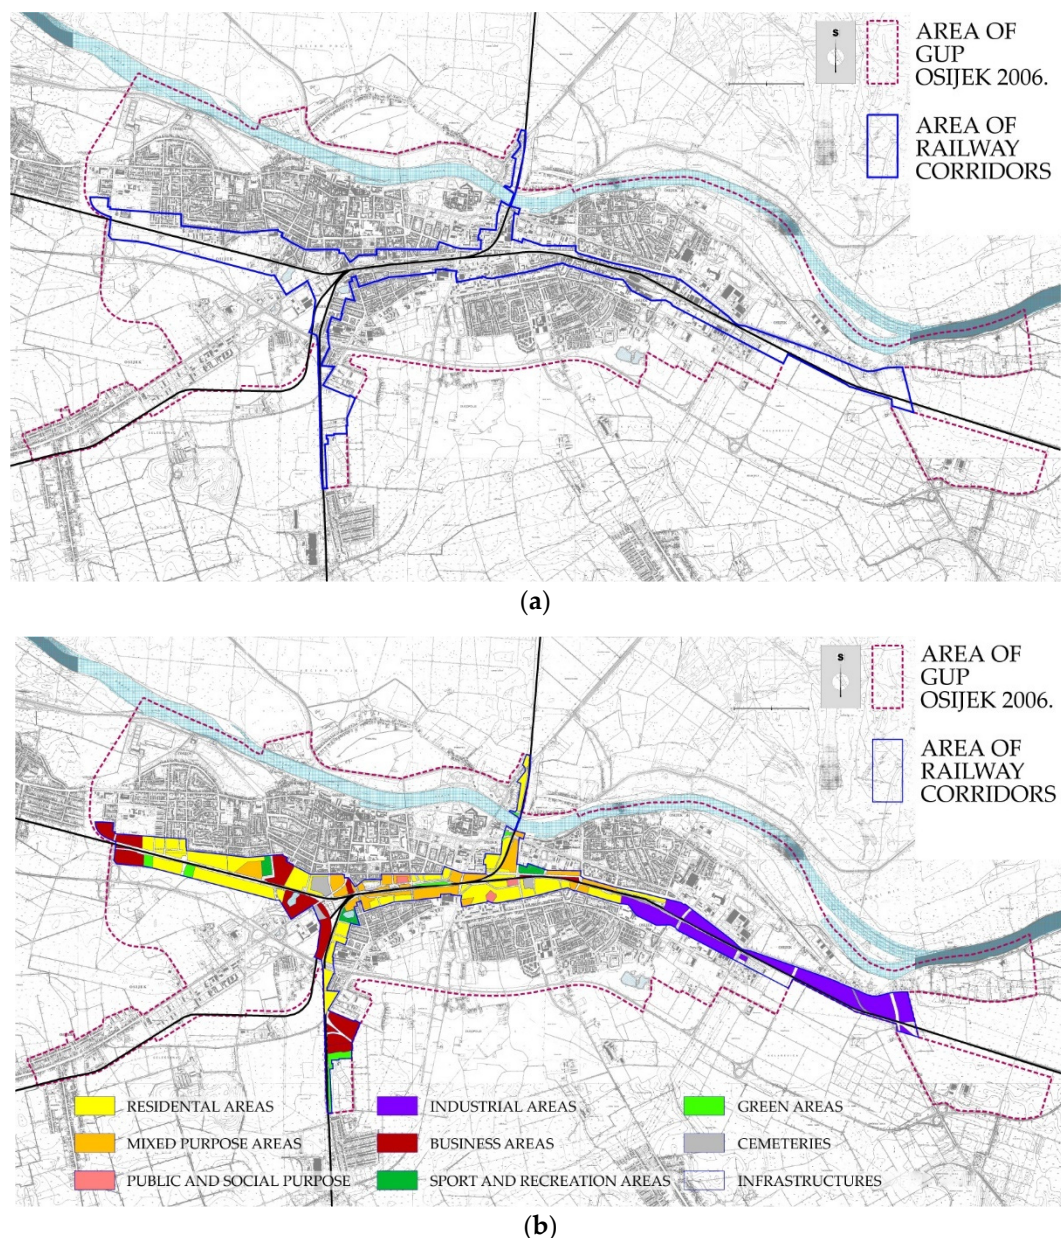 S
AREA OF
GUP
OSIJEK 2006.
AREA OF
RAILWAY
CORRIDORS
(a)
S
AREA OF
GUP
OSIJEK 2006.
AREA OF
RAILWAY
CORRIDORS
RESIDENTAL AREAS
INDUSTRIAL AREAS
GREEN AREAS
MIXED PURPOSE AREAS
BUSINESS AREAS
CEMETERIES
PUBLIC AND SOCIAL PURPOSE
SPORT AND RECREATION AREAS
INFRASTRUCTURES
(b)